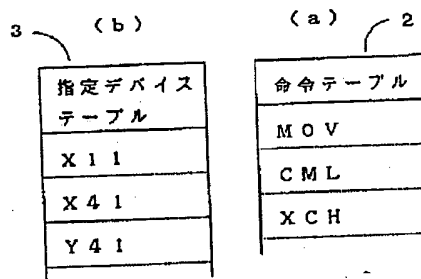 3 (b)
(a) 2
指定デバイス
テーブル
X11
X41
Y41
命令テーブル
MOV
CML
XCH